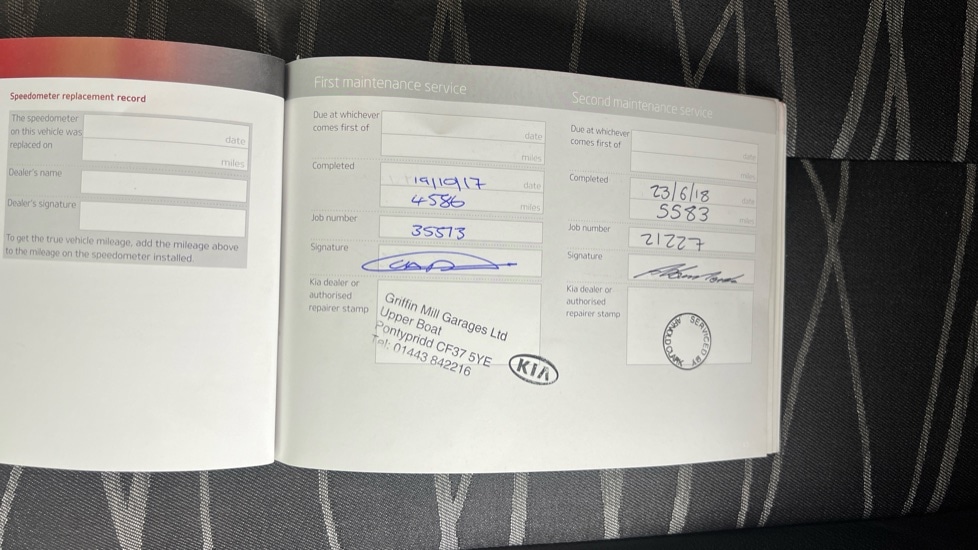 Speedometer replacement record
The speedometer
on this vehicle was
replaced on
date
miles
Dealer's name
Dealer's signature
To get the true vehicle mileage, add the mileage above
to the mileage on the speedometer installed.
First maintenance service
Due at whichever
comes first of
date
miles
Completed
date
4586
miles
Job number
35513
Signature
Kia dealer or
authorised
repairer stamp
Griffin Mill Garages Ltd
Upper Boat
Pontypridd CF37 5YE
Tel: 01443 842216
KIA
Second maintenance service
Due at whichever
comes first of
date
miles
Completed
23/6/18
date
5583
miles
Job number
21227
Signature
Kia dealer or
authorised
repairer stamp
SERVICED BY